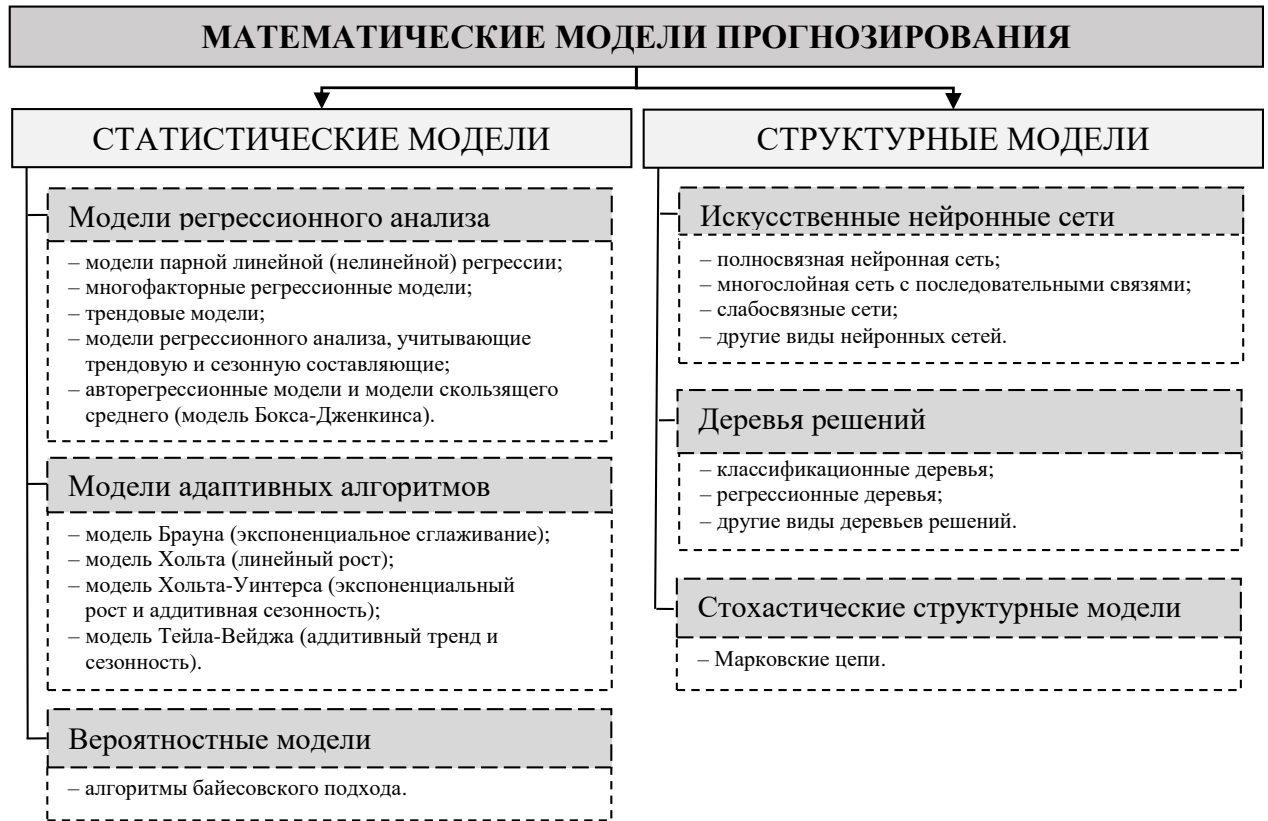 МАТЕМАТИЧЕСКИЕ МОДЕЛИ ПРОГНОЗИРОВАНИЯ
СТАТИСТИЧЕСКИЕ МОДЕЛИ
Модели регрессионного анализа
– модели парной линейной (нелинейной) регрессии;
– многофакторные регрессионные модели;
– трендовые модели;
– модели регрессионного анализа, учитывающие
трендовую и сезонную составляющие;
– авторегрессионные модели и модели скользящего
среднего (модель Бокса-Дженкинса).
Модели адаптивных алгоритмов
– модель Брауна (экспоненциальное сглаживание);
– модель Хольта (линейный рост);
– модель Хольта-Уинтерса (экспоненциальный
рост и аддитивная сезонность);
– модель Тейла-Вейджа (аддитивный тренд и
сезонность).
Вероятностные модели
– алгоритмы байесовского подхода.
СТРУКТУРНЫЕ МОДЕЛИ
Искусственные нейронные сети
– полносвязная нейронная сеть;
– многослойная сеть с последовательными связями;
– слабосвязные сети;
– другие виды нейронных сетей.
Деревья решений
– классификационные деревья;
– регрессионные деревья;
– другие виды деревьев решений.
Стохастические структурные модели
– Марковские цепи.